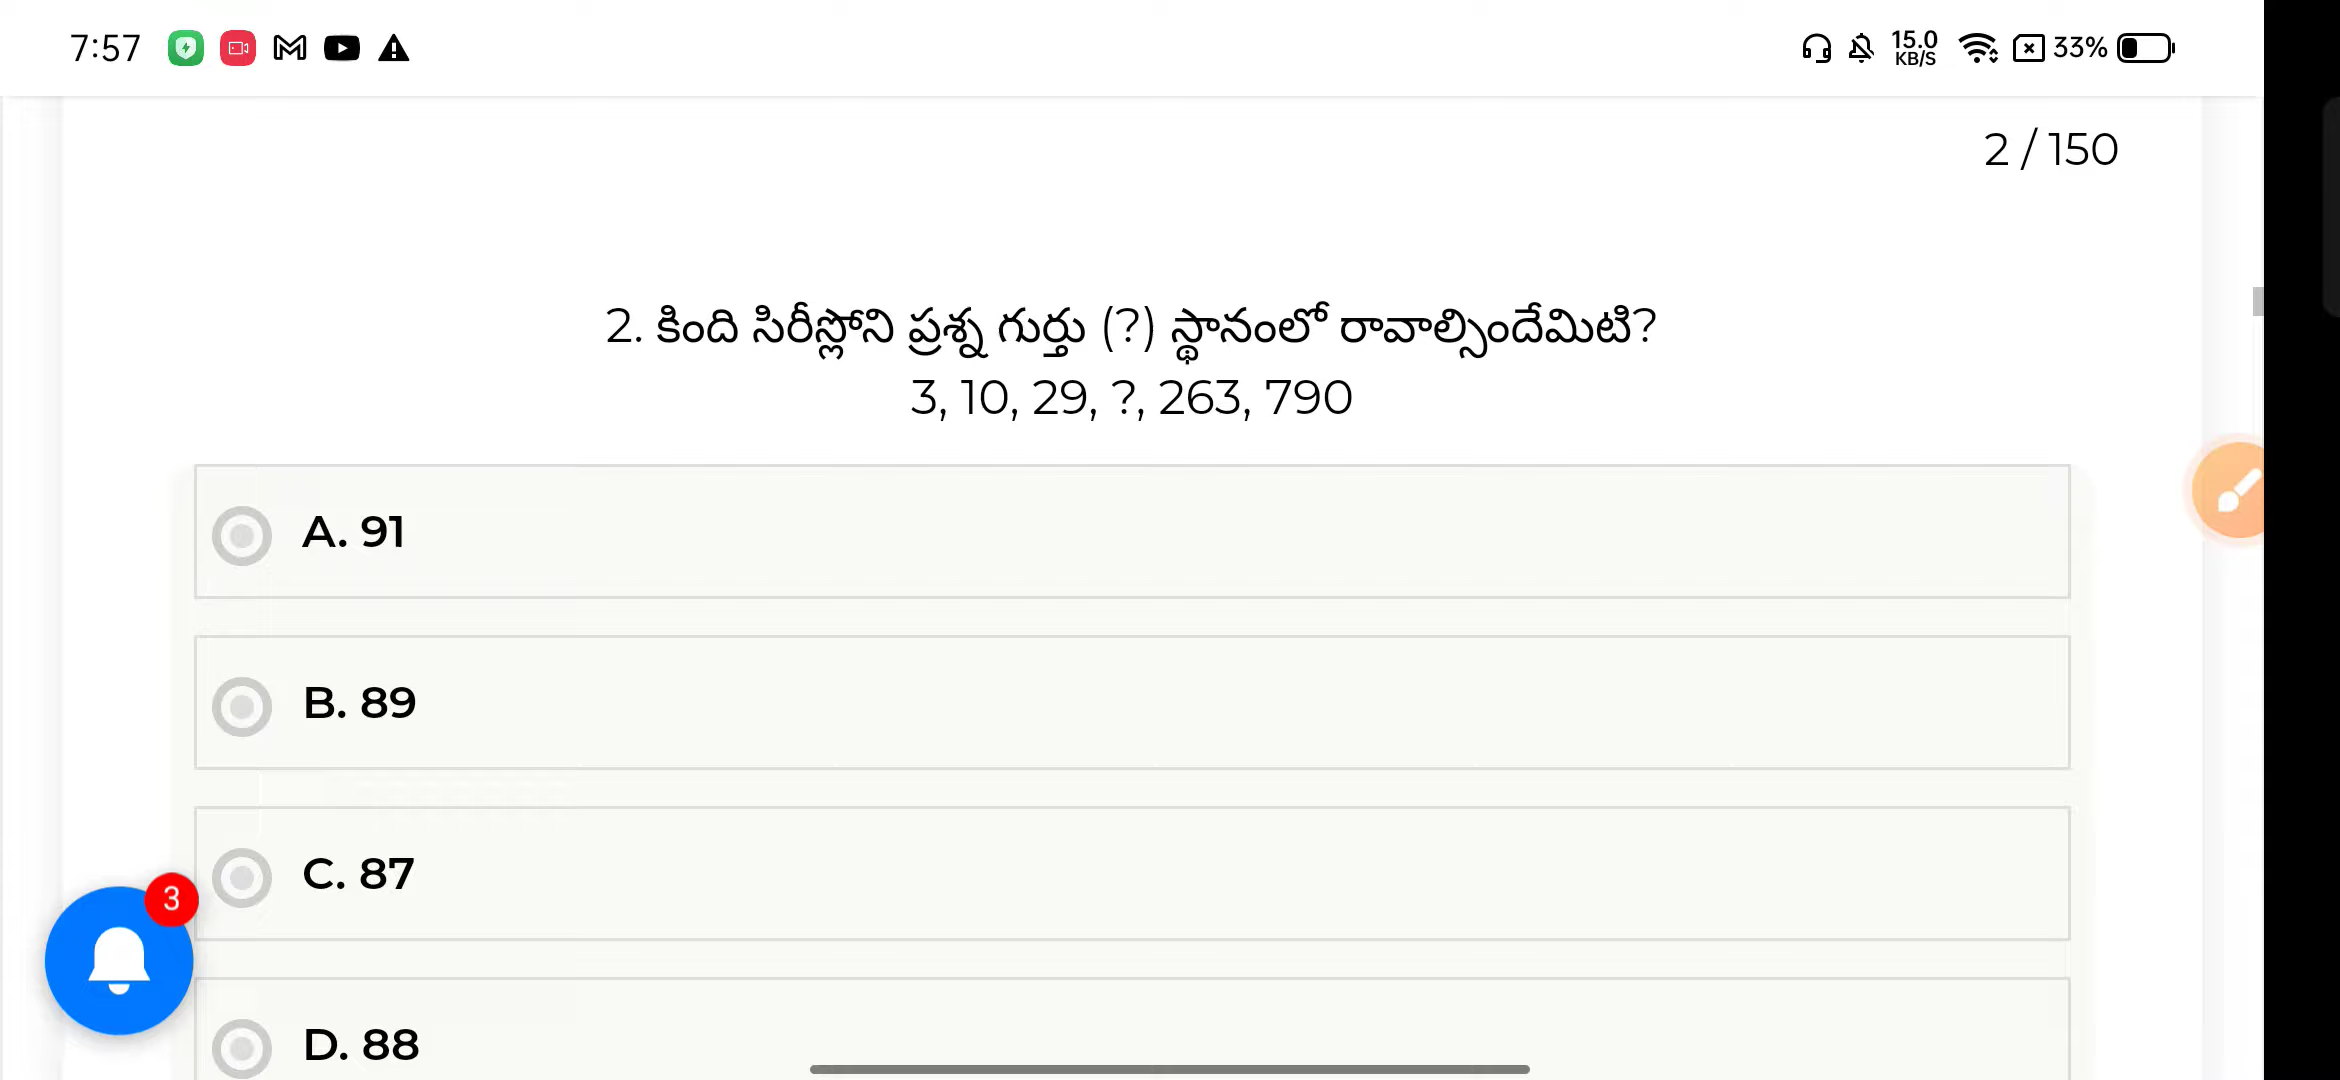 7:57
15.0
KB/S
33%
2 / 150
2. కింది సిరీస్లోని ప్రశ్న గుర్తు (?) స్థానంలో రావాల్సిందేమిటి?
3, 10, 29, ?, 263, 790
A. 91
B. 89
C. 87
3
D. 88